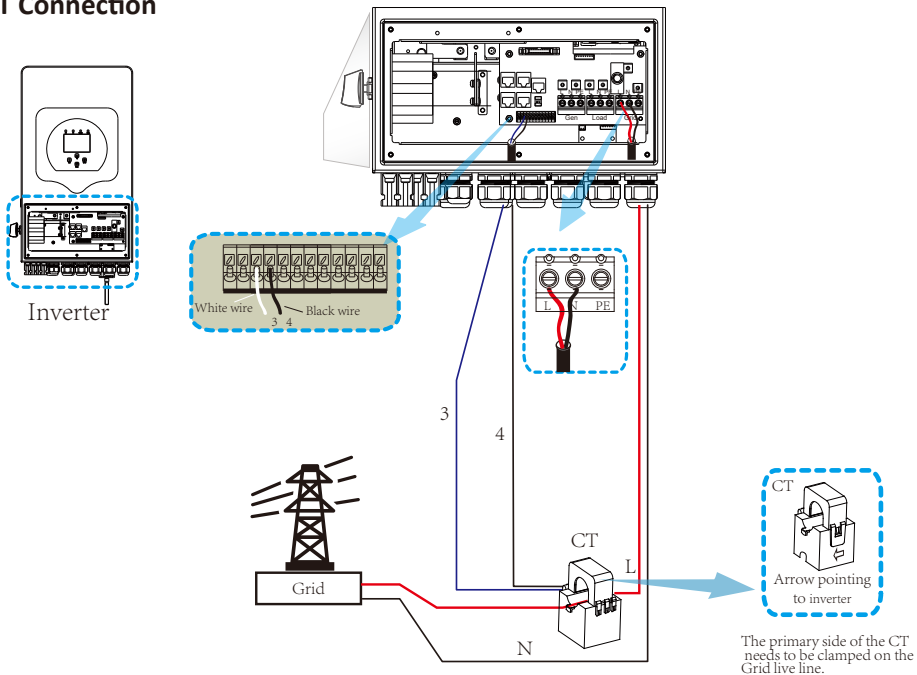 T Connection
Gen
Load
Grid
White wire
Black wire
3 4
Inverter
L N PE
3
4
CT
Grid
L
N
CT
Arrow pointing
to inverter
The primary side of the CT
needs to be clamped on the
Grid live line.